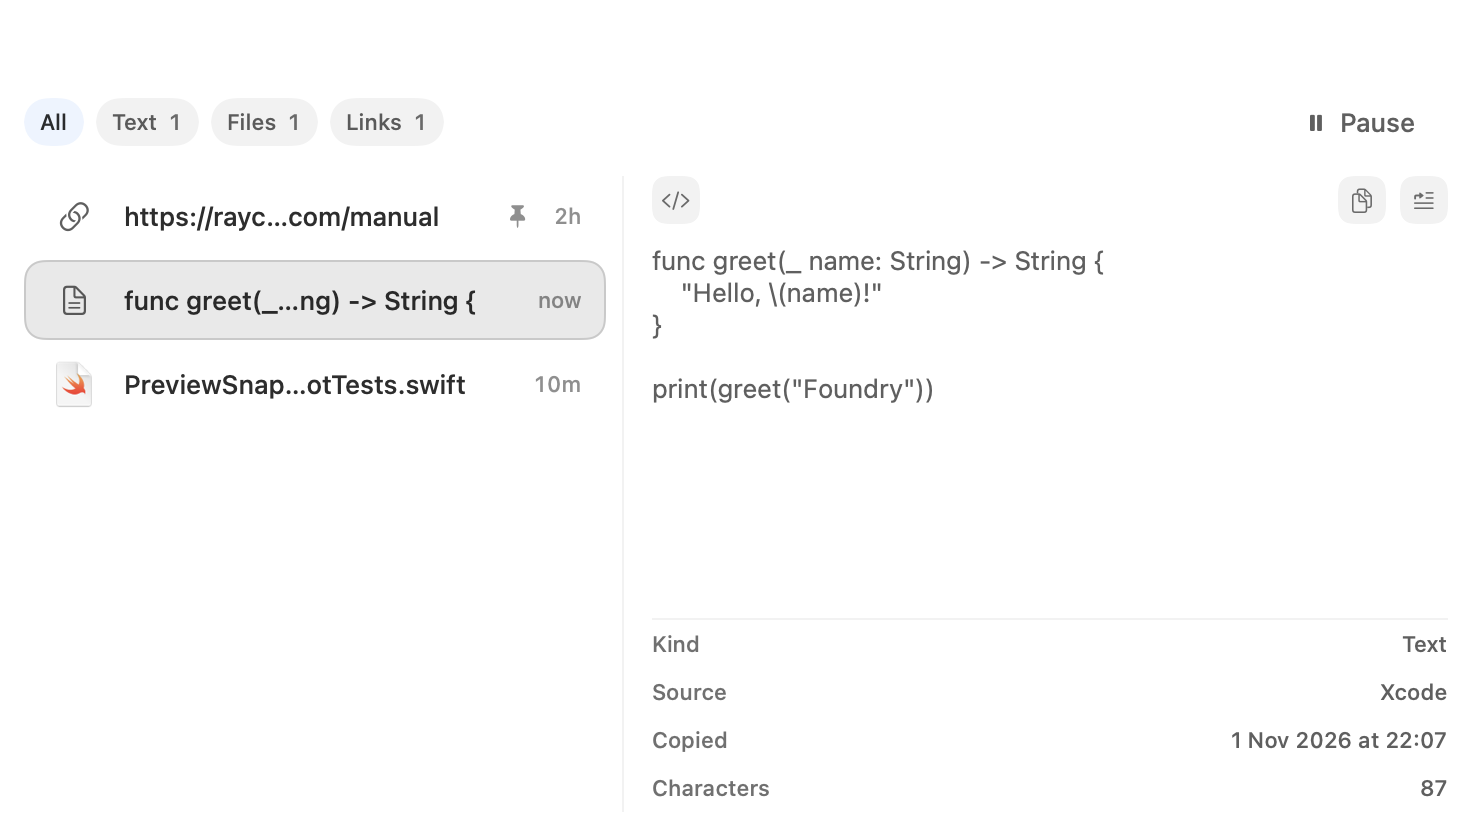 All
Text 1
Files 1
Links 1
Pause
https://rayc...com/manual 2h
func greet(_...ng) -> String { now
PreviewSnap...otTests.swift 10m
</>
func greet(_ name: String) -> String {
    "Hello, \(name)!"
}
print(greet("Foundry"))
Kind Text
Source Xcode
Copied 1 Nov 2026 at 22:07
Characters 87